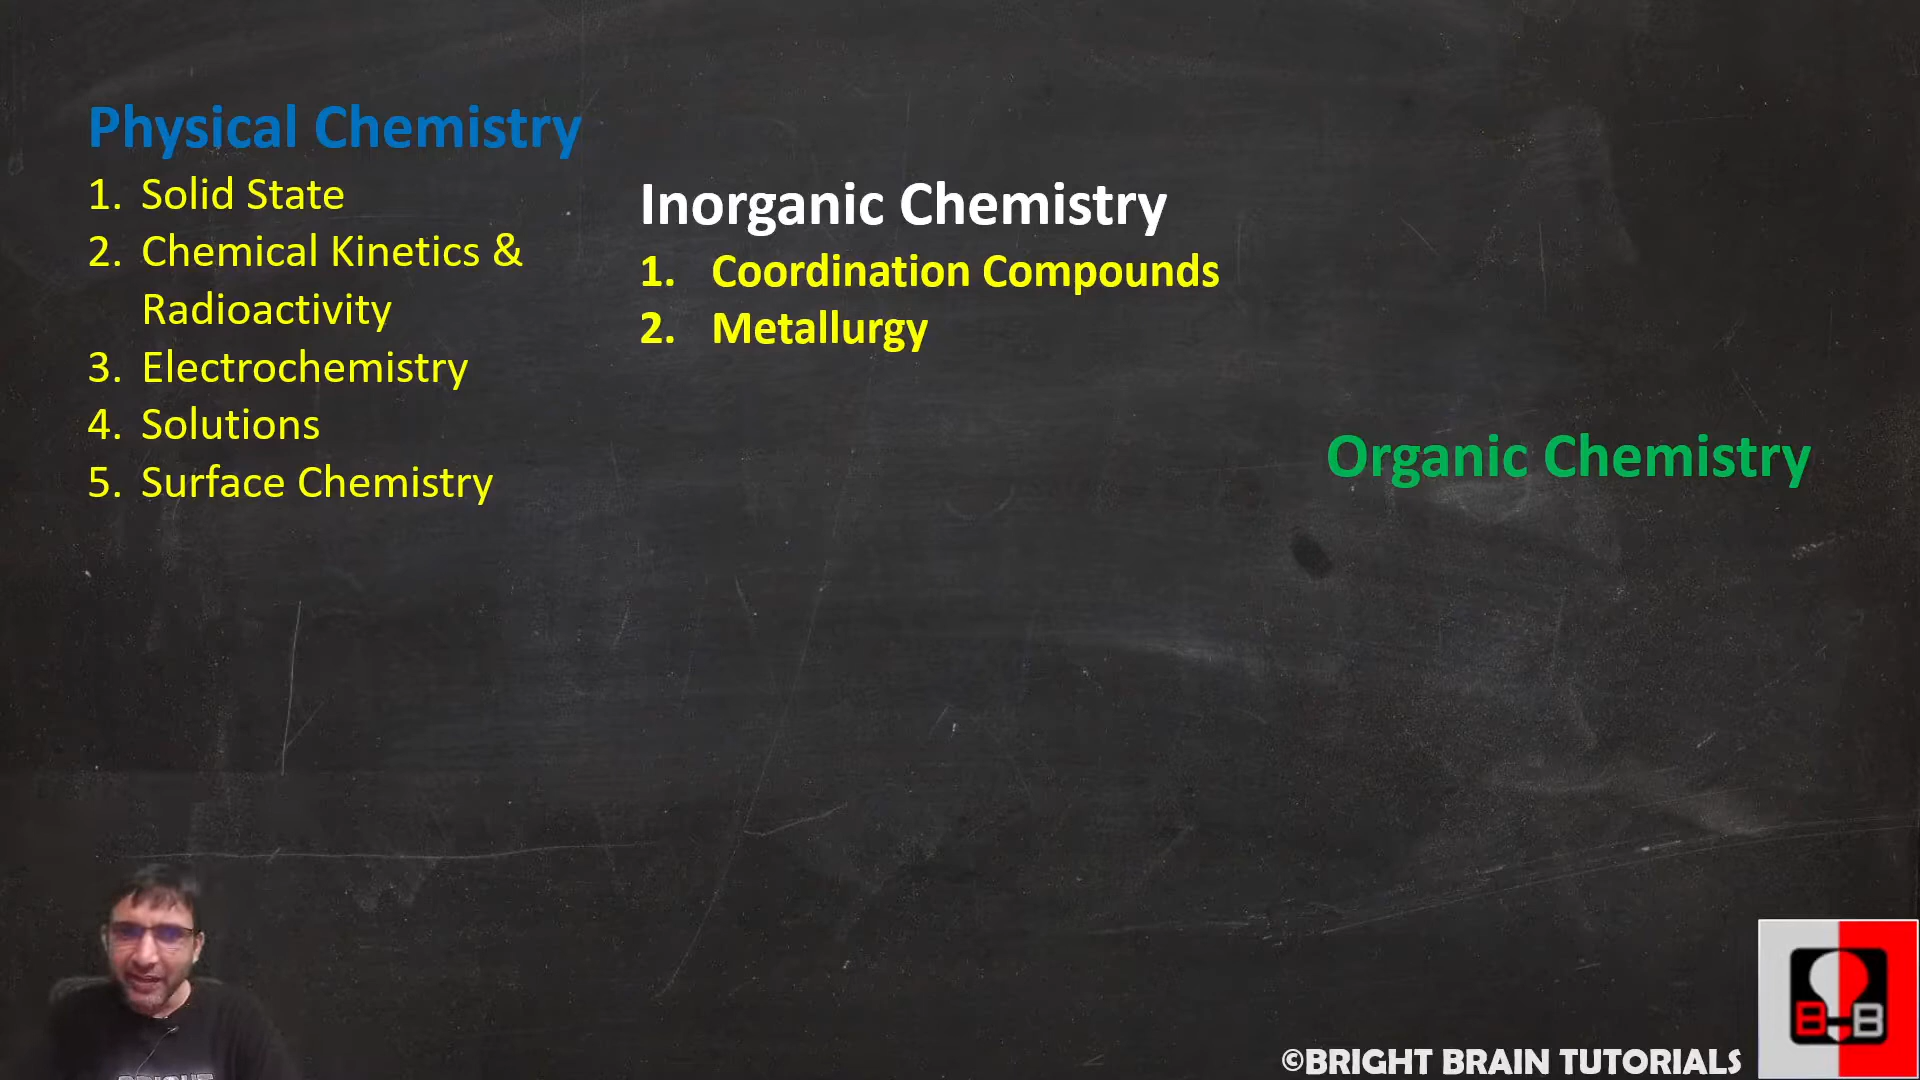 Physical Chemistry
1. Solid State
2. Chemical Kinetics &
Radioactivity
3. Electrochemistry
4. Solutions
5. Surface Chemistry
Inorganic Chemistry
1. Coordination Compounds
2. Metallurgy
Organic Chemistry
B B
©BRIGHT BRAIN TUTORIALS